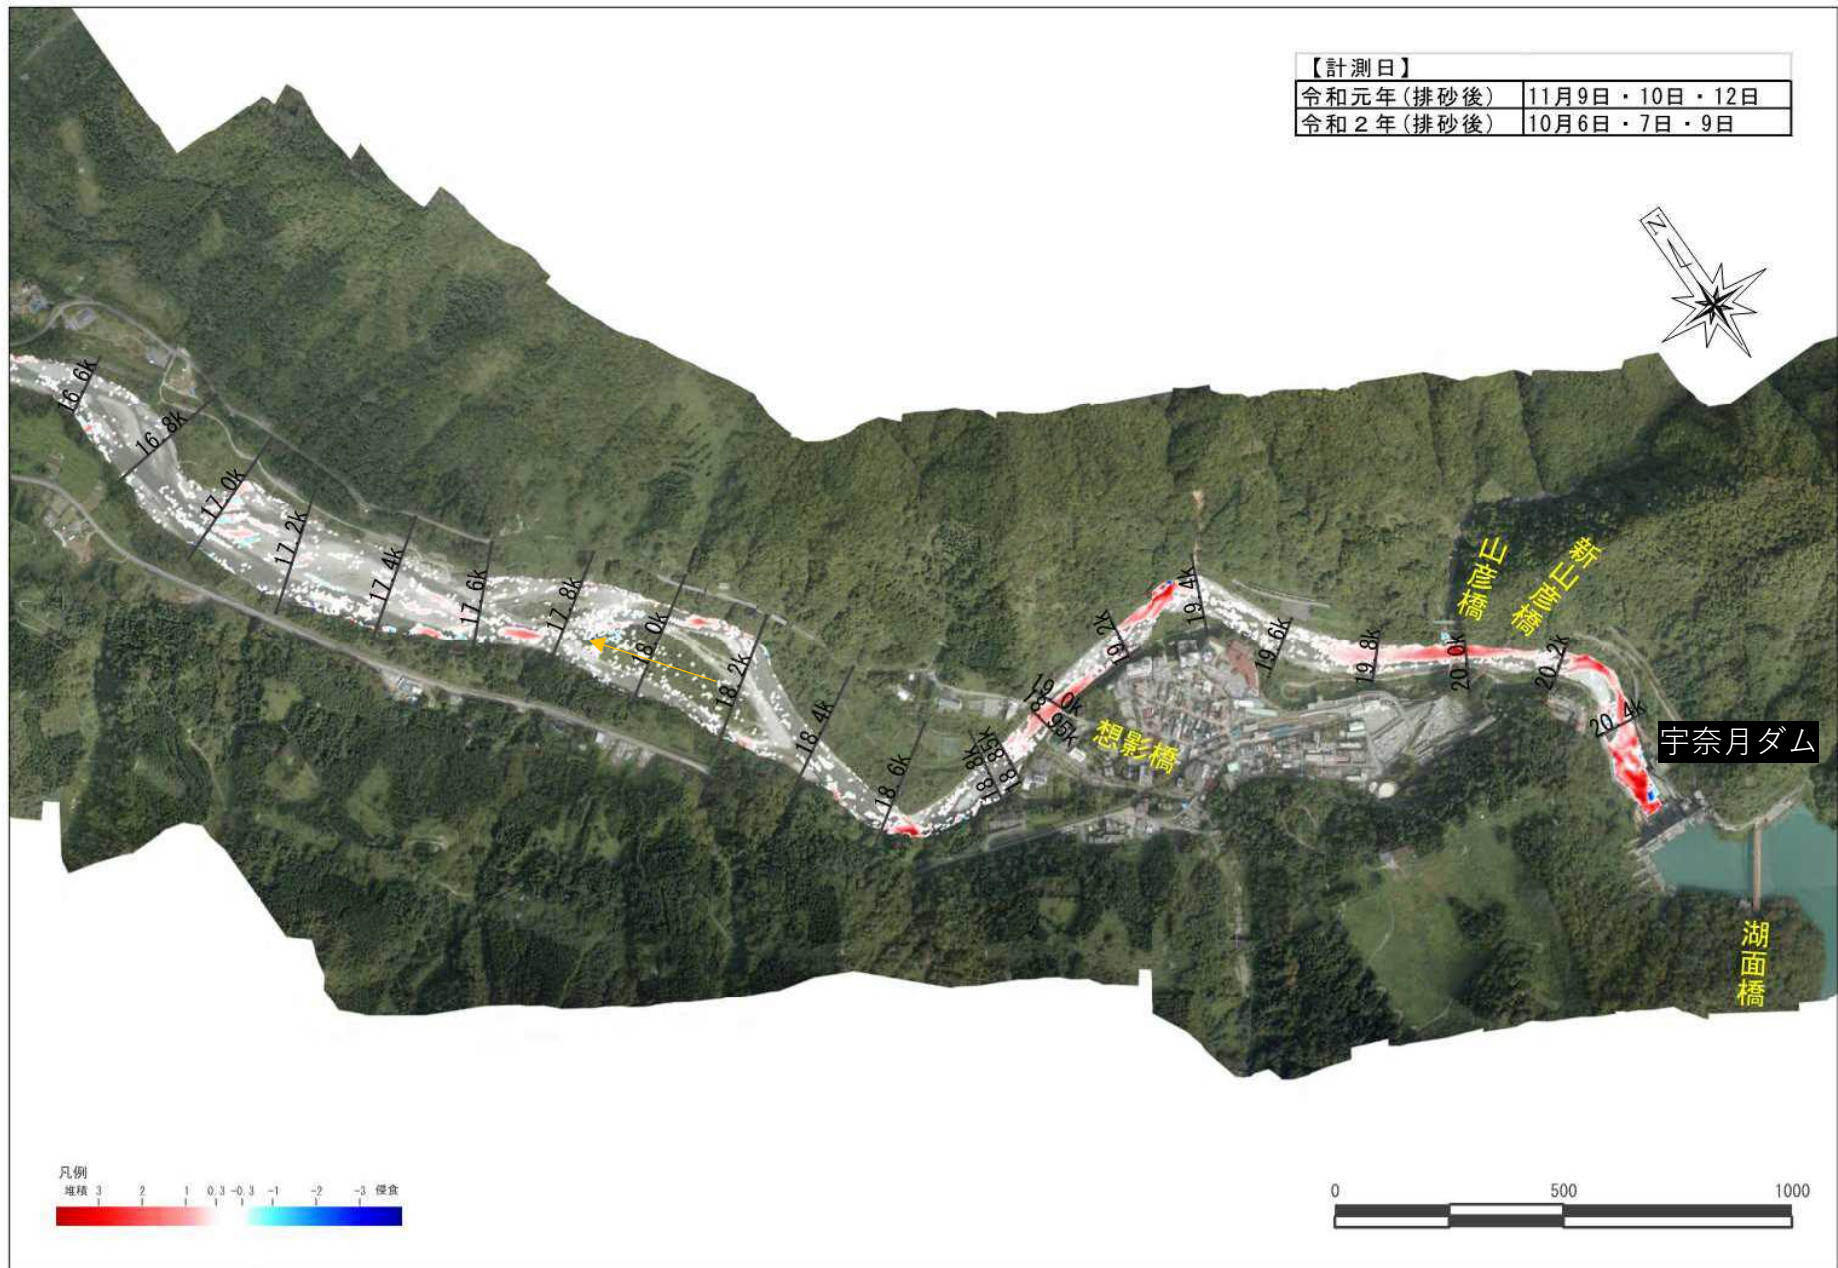 【計測日】
令和元年(排砂後) 11月9日・10日・12日
令和２年(排砂後) 10月6日・7日・9日
N
16.6k
16.8k
17.0k
17.2k
17.4k
17.6k
17.8k
18.0k
18.2k
18.4k
18.6k
18.8k
18.85k
18.95k
19.0k
19.2k
19.4k
19.6k
19.8k
20.0k
20.2k
20.4k
山彦橋
新山彦橋
想影橋
宇奈月ダム
湖面橋
凡例
堆積 3 2 1 0.3 -0.3 -1 -2 -3 侵食
0 500 1000